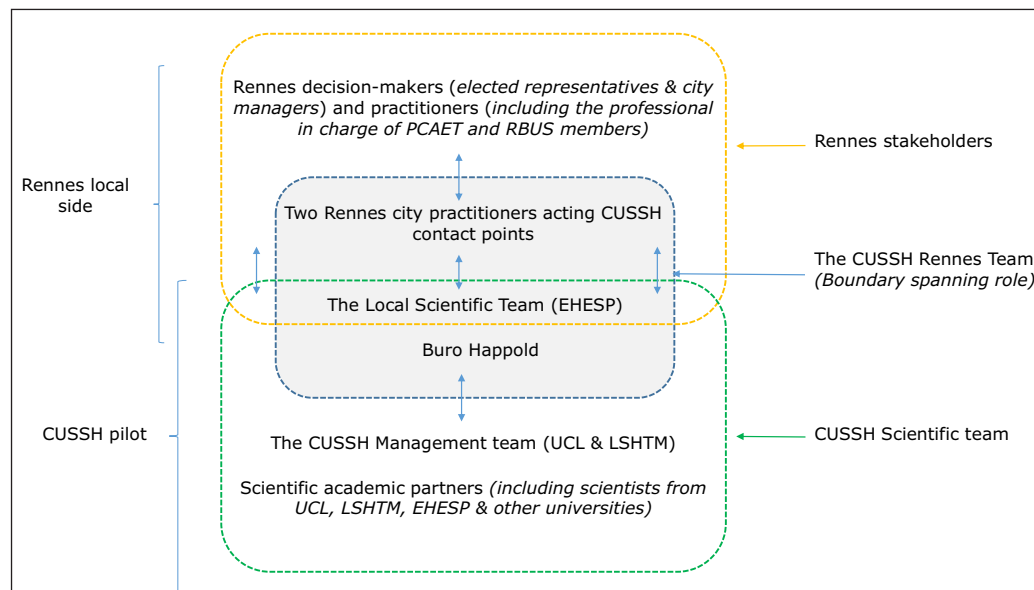 Rennes decision-makers (elected representatives & city
managers) and practitioners (including the professional
in charge of PCAET and RBUS members)
Rennes stakeholders
Rennes local
side
Two Rennes city practitioners acting CUSSH
contact points
The CUSSH Rennes Team
(Boundary spanning role)
The Local Scientific Team (EHESP)
Buro Happold
CUSSH pilot
The CUSSH Management team (UCL & LSHTM)
CUSSH Scientific team
Scientific academic partners (including scientists from
UCL, LSHTM, EHESP & other universities)